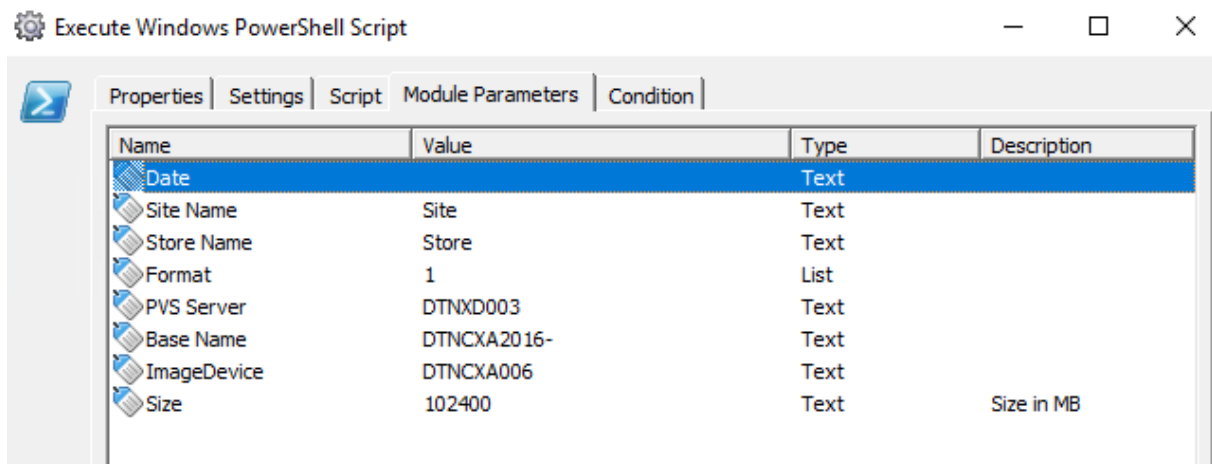 Execute Windows PowerShell Script
Properties Settings Script Module Parameters Condition
Name Value Type Description
Date Text
Site Name Site Text
Store Name Store Text
Format 1 List
PVS Server DTNXD003 Text
Base Name DTNCXA2016- Text
ImageDevice DTNCXA006 Text
Size 102400 Text Size in MB